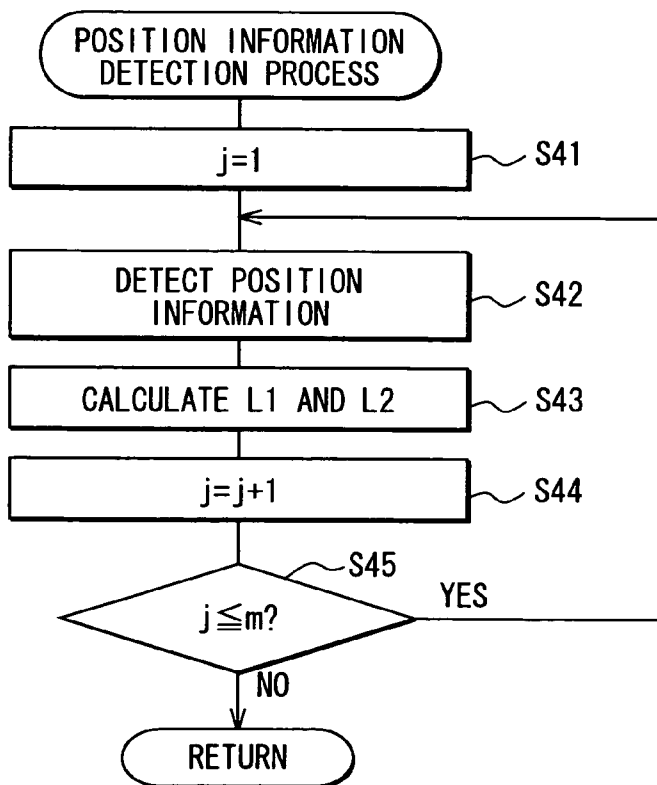 POSITION INFORMATION
DETECTION PROCESS
j=1
S41
DETECT POSITION
INFORMATION
S42
CALCULATE L1 AND L2
S43
j=j+1
S44
S45
j≦m?
YES
NO
RETURN